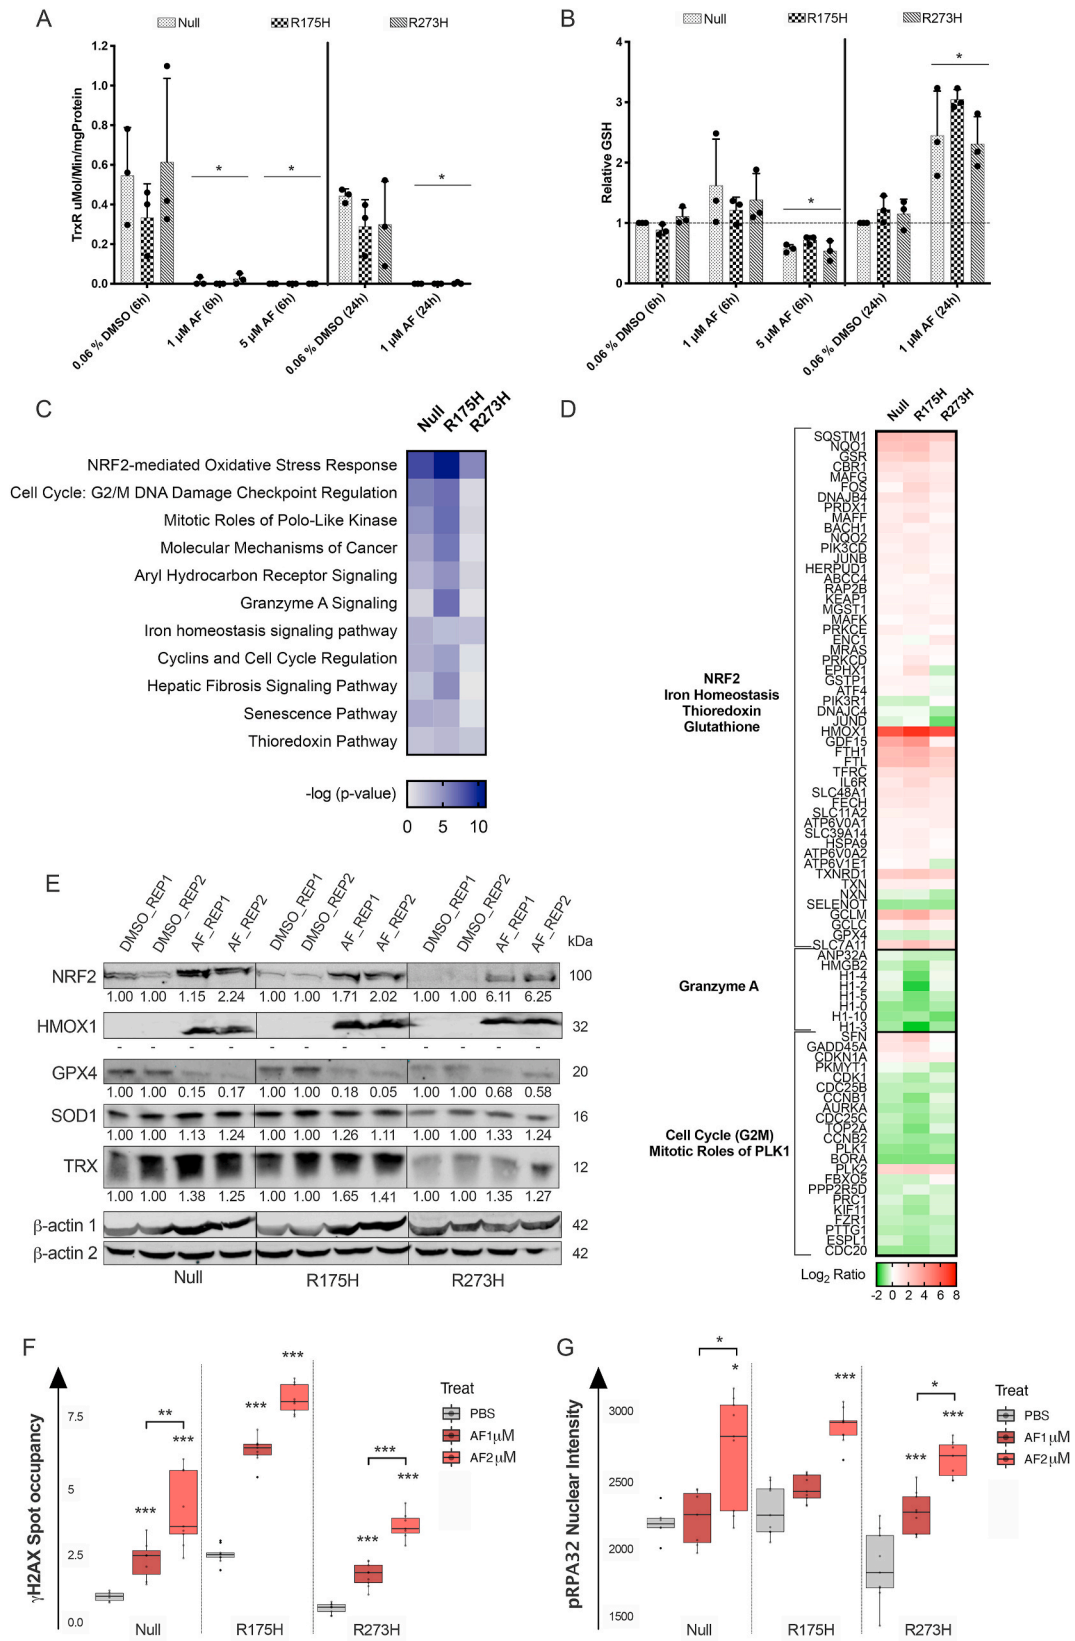 A
Null
R175H
R273H
TrxR uMol/Min/mgProtein
1.2
1.0
0.8
0.6
0.4
0.2
0.0
*
*
*
0.06 % DMSO (6h)
1 µM AF (6h)
5 µM AF (6h)
0.06 % DMSO (24h)
1 µM AF (24h)
B
Null
R175H
R273H
Relative GSH
4
3
2
1
0
*
*
0.06 % DMSO (6h)
1 µM AF (6h)
5 µM AF (6h)
0.06 % DMSO (24h)
1 µM AF (24h)
C
Null
R175H
R273H
NRF2-mediated Oxidative Stress Response
Cell Cycle: G2/M DNA Damage Checkpoint Regulation
Mitotic Roles of Polo-Like Kinase
Molecular Mechanisms of Cancer
Aryl Hydrocarbon Receptor Signaling
Granzyme A Signaling
Iron homeostasis signaling pathway
Cyclins and Cell Cycle Regulation
Hepatic Fibrosis Signaling Pathway
Senescence Pathway
Thioredoxin Pathway
-log (p-value)
0 5 10
D
Null
R175H
R273H
SQSTM1
NQO1
GSR
CBR1
MAFG
FOS
DNAJB4
PRDX1
MAFF
BACH1
NQO2
PIK3CD
JUNB
HERPUD1
ABCC4
RAP2B
KEAP1
MGST1
MAFK
PRKCE
ENC1
MRAS
PRKCD
EPHX1
GSTP1
ATF4
PIK3R1
DNAJC4
JUND
HMOX1
GDF15
FTH1
FTL
TFRC
IL6R
SLC48A1
FECH
SLC11A2
ATP6V0A1
SLC39A14
HSPA9
ATP6V0A2
ATP6V1E1
TXNRD1
TXN
NXN
SELENOT
GCLM
GCLC
GPX4
SLC7A11
ANP32A
HMGB2
H1-4
H1-2
H1-5
H1-0
H1-10
H1-3
SFN
GADD45A
CDKN1A
PKMYT1
CDK1
CDC25B
CCNB1
AURKA
CDC25C
TOP2A
CCNB2
PLK1
BORA
PLK2
FBXO5
PPP2R5D
PRC1
KIF11
FZR1
PTTG1
ESPL1
CDC20
NRF2
Iron Homeostasis
Thioredoxin
Glutathione
Granzyme A
Cell Cycle (G2M)
Mitotic Roles of PLK1
Log2 Ratio
-2 0 2 4 6 8
E
DMSO_REP1
DMSO_REP2
AF_REP1
AF_REP2
DMSO_REP1
DMSO_REP2
AF_REP1
AF_REP2
DMSO_REP1
DMSO_REP2
AF_REP1
AF_REP2
kDa
NRF2 100
1.00 1.00 1.15 2.24 1.00 1.00 1.71 2.02 1.00 1.00 6.11 6.25
HMOX1 32
- - - - - - - - - - - -
GPX4 20
1.00 1.00 0.15 0.17 1.00 1.00 0.18 0.05 1.00 1.00 0.68 0.58
SOD1 16
1.00 1.00 1.13 1.24 1.00 1.00 1.26 1.11 1.00 1.00 1.33 1.24
TRX 12
1.00 1.00 1.38 1.25 1.00 1.00 1.65 1.41 1.00 1.00 1.35 1.27
β-actin 1 42
β-actin 2 42
Null R175H R273H
F
γH2AX Spot occupancy
7.5
5
2.5
0.0
***
**
***
***
***
***
***
***
Null R175H R273H
Treat
PBS
AF1µM
AF2µM
G
pRPA32 Nuclear Intensity
3000
2500
2000
1500
*
*
***
***
*
***
Null R175H R273H
Treat
PBS
AF1µM
AF2µM